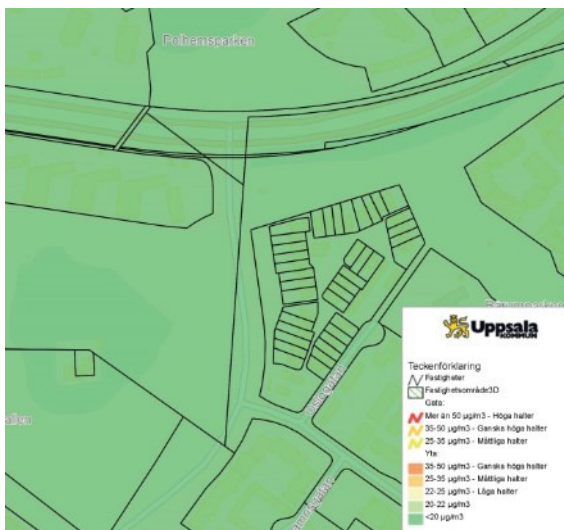 Polhemsparken
Uppsala
KOMMUN
Teckenförklaring
Fastigheter
Fastighetsområde3D
Gata:
Mer än 50 µg/m3 - Höga halter
35-50 µg/m3 - Ganska höga halter
25-35 µg/m3 - Måttliga halter
Yta:
35-50 µg/m3 - Ganska höga halter
25-35 µg/m3 - Måttliga halter
22-25 µg/m3 - Låga halter
20-22 µg/m3
<20 µg/m3